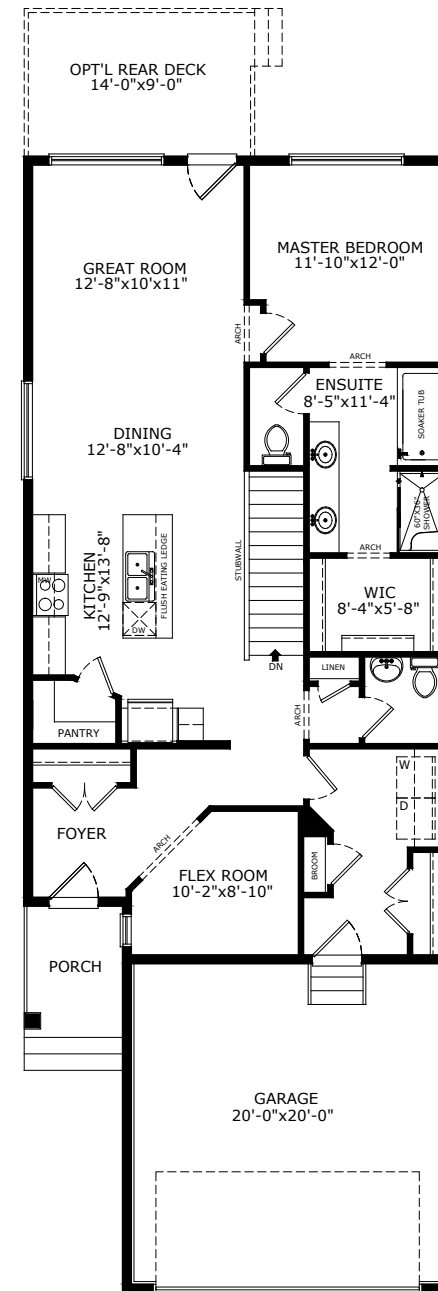 OPT'L REAR DECK
14'-0"x9'-0"
GREAT ROOM
12'-8"x10'x11"
MASTER BEDROOM
11'-10"x12'-0"
ARCH
ARCH
ENSUITE
8'-5"x11'-4"
SOAKER TUB
DINING
12'-8"x10'-4"
60"X36"
SHOWER
KITCHEN
12'-9"x13'-8"
MW
FLUSH EATING LEDGE
DW
STUBWALL
ARCH
WIC
8'-4"x5'-8"
DN
LINEN
ARCH
PANTRY
W
D
FOYER
ARCH
BROOM
FLEX ROOM
10'-2"x8'-10"
PORCH
GARAGE
20'-0"x20'-0"